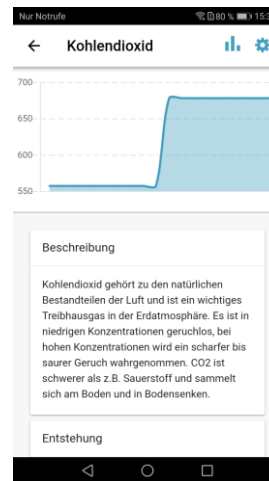 Nur Notrufe 80 % 15:3
Kohlendioxid
700
650
600
550
Beschreibung
Kohlendioxid gehört zu den natürlichen
Bestandteilen der Luft und ist ein wichtiges
Treibhausgas in der Erdatmosphäre. Es ist in
niedrigen Konzentrationen geruchlos, bei
hohen Konzentrationen wird ein scharfer bis
saurer Geruch wahrgenommen. CO2 ist
schwerer als z.B. Sauerstoff und sammelt
sich am Boden und in Bodensenken.
Entstehung